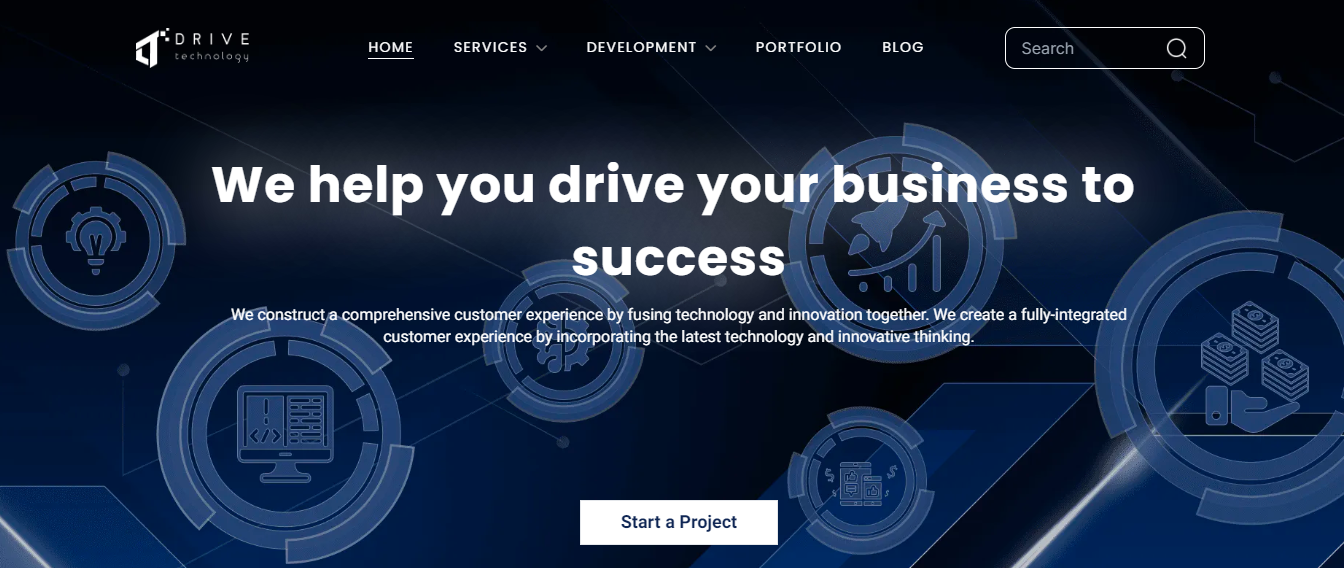 DRIVE
technology
HOME
SERVICES
DEVELOPMENT
PORTFOLIO
BLOG
Search
We help you drive your business to
success
We construct a comprehensive customer experience by fusing technology and innovation together. We create a fully-integrated
customer experience by incorporating the latest technology and innovative thinking.
Start a Project